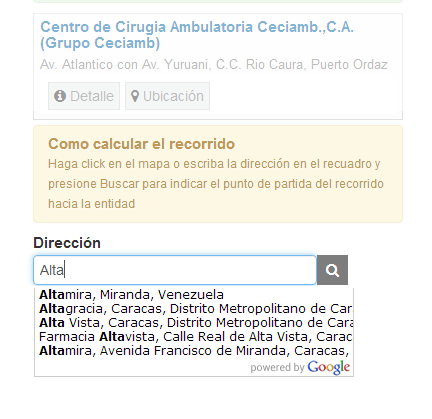 Centro de Cirugia Ambulatoria Ceciamb.,C.A.
(Grupo Ceciamb)
Av. Atlantico con Av. Yuruani, C.C. Rio Caura, Puerto Ordaz
Detalle Ubicación
Como calcular el recorrido
Haga click en el mapa o escriba la dirección en el recuadro y
presione Buscar para indicar el punto de partida del recorrido
hacia la entidad
Dirección
Alta
Altamira, Miranda, Venezuela
Altagracia, Caracas, Distrito Metropolitano de Car
Alta Vista, Caracas, Distrito Metropolitano de Cara
Farmacia Altavista, Calle Real de Alta Vista, Carac
Altamira, Avenida Francisco de Miranda, Caracas,
powered by Google